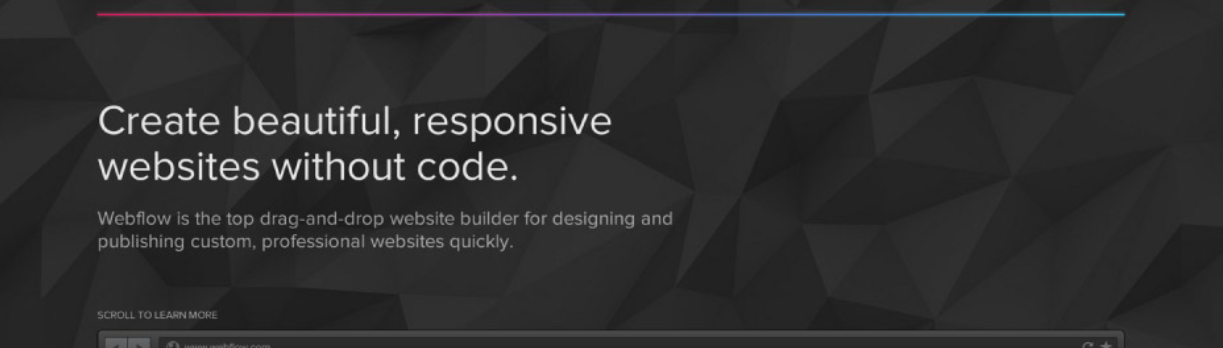 Create beautiful, responsive
websites without code.
Webflow is the top drag-and-drop website builder for designing and
publishing custom, professional websites quickly.
SCROLL TO LEARN MORE
www.webflow.com